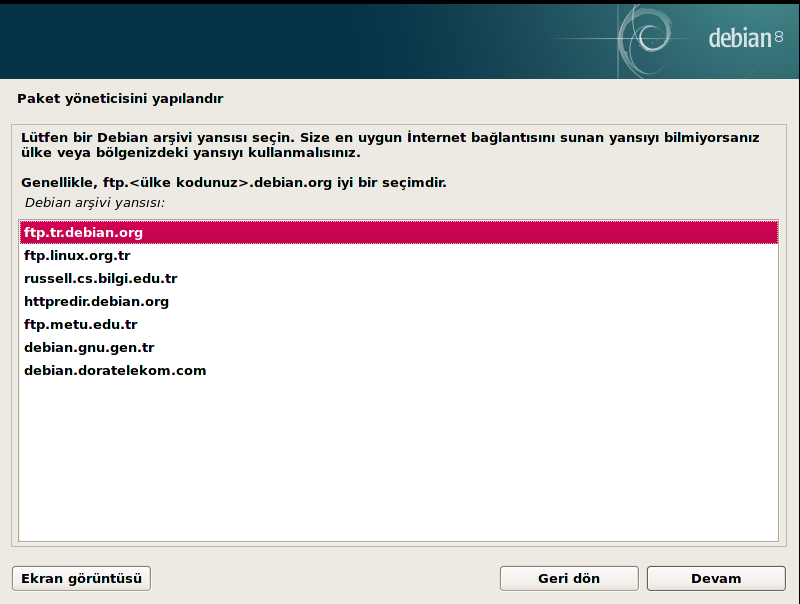 debian 8
Paket yöneticisini yapılandır
Lütfen bir Debian arşivi yansısı seçin. Size en uygun İnternet bağlantısını sunan yansıyı bilmiyorsanız
ülke veya bölgenizdeki yansıyı kullanmalısınız.
Genellikle, ftp.<ülke kodunuz>.debian.org iyi bir seçimdir.
Debian arşivi yansısı:
ftp.tr.debian.org
ftp.linux.org.tr
russell.cs.bilgi.edu.tr
httpredir.debian.org
ftp.metu.edu.tr
debian.gnu.gen.tr
debian.doratelekom.com
Ekran görüntüsü
Geri dön
Devam